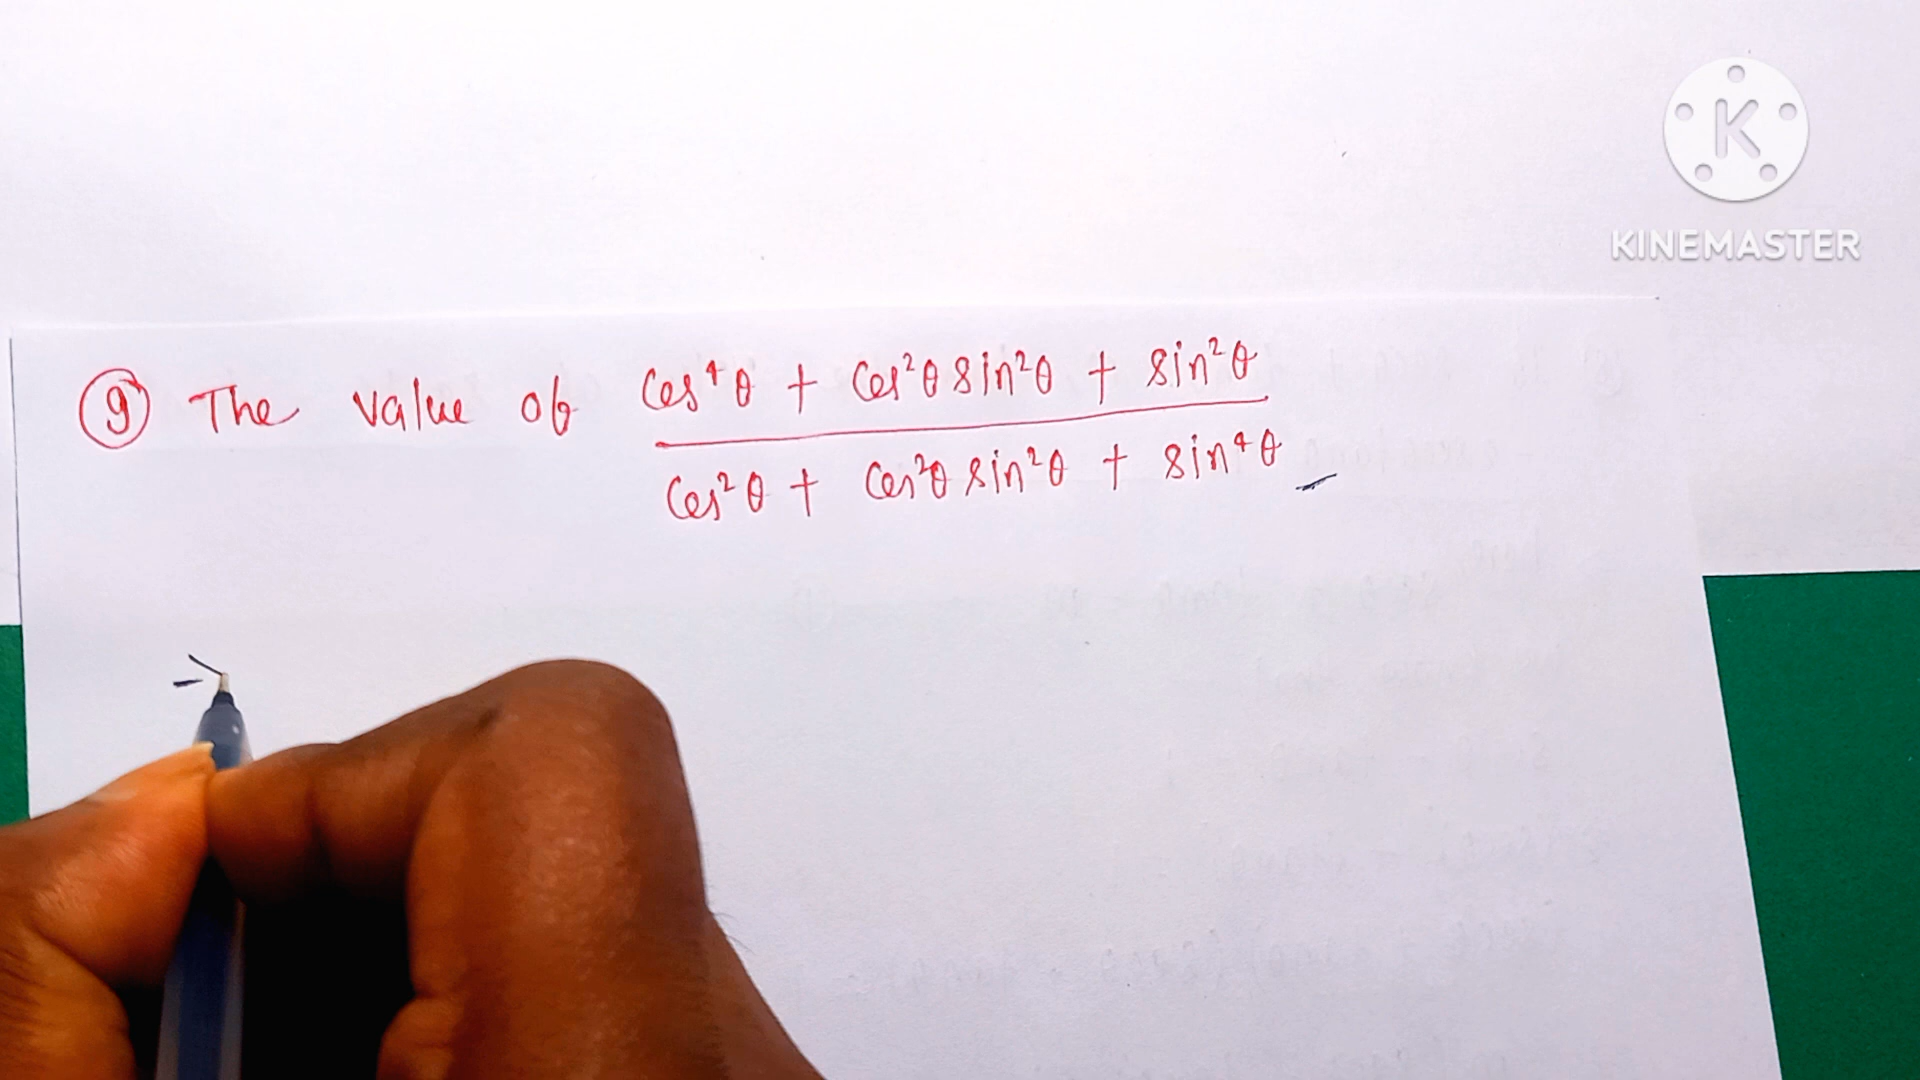 K
KINEMASTER
⑨ The value of cos⁴θ + cos²θ sin²θ + sin²θ
cos²θ + cos²θ sin²θ + sin⁴θ